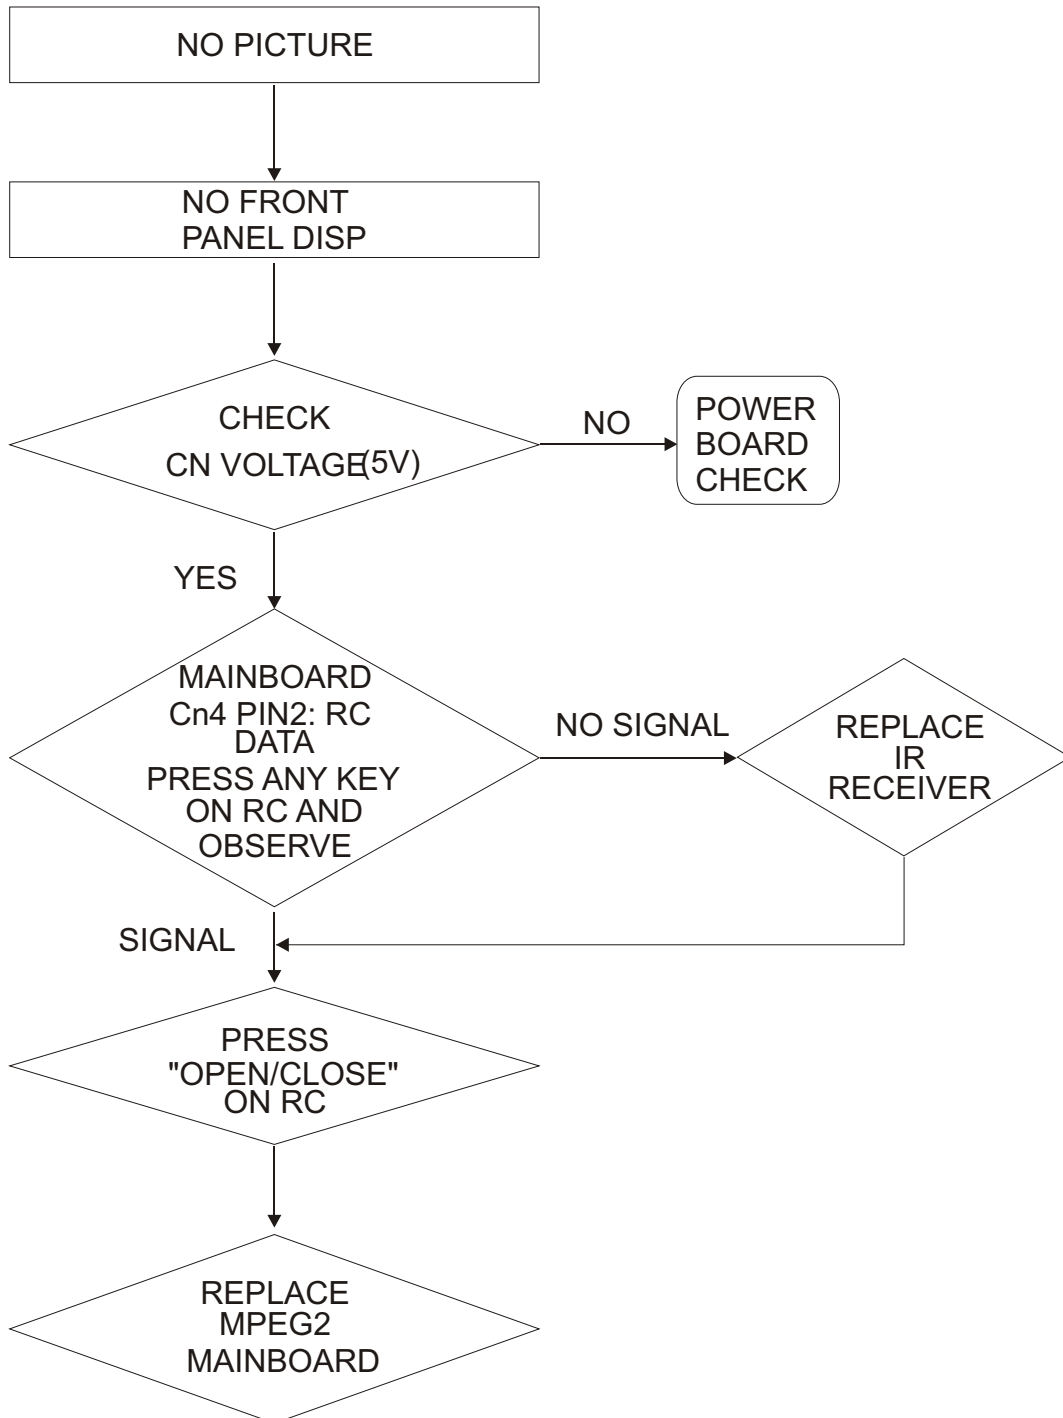 NO PICTURE
NO FRONT
PANEL DISP
CHECK
CN VOLTAGE(5V)
NO
POWER
BOARD
CHECK
YES
MAINBOARD
Cn4 PIN2: RC
DATA
PRESS ANY KEY
ON RC AND
OBSERVE
NO SIGNAL
REPLACE
IR
RECEIVER
SIGNAL
PRESS
"OPEN/CLOSE"
ON RC
REPLACE
MPEG2
MAINBOARD